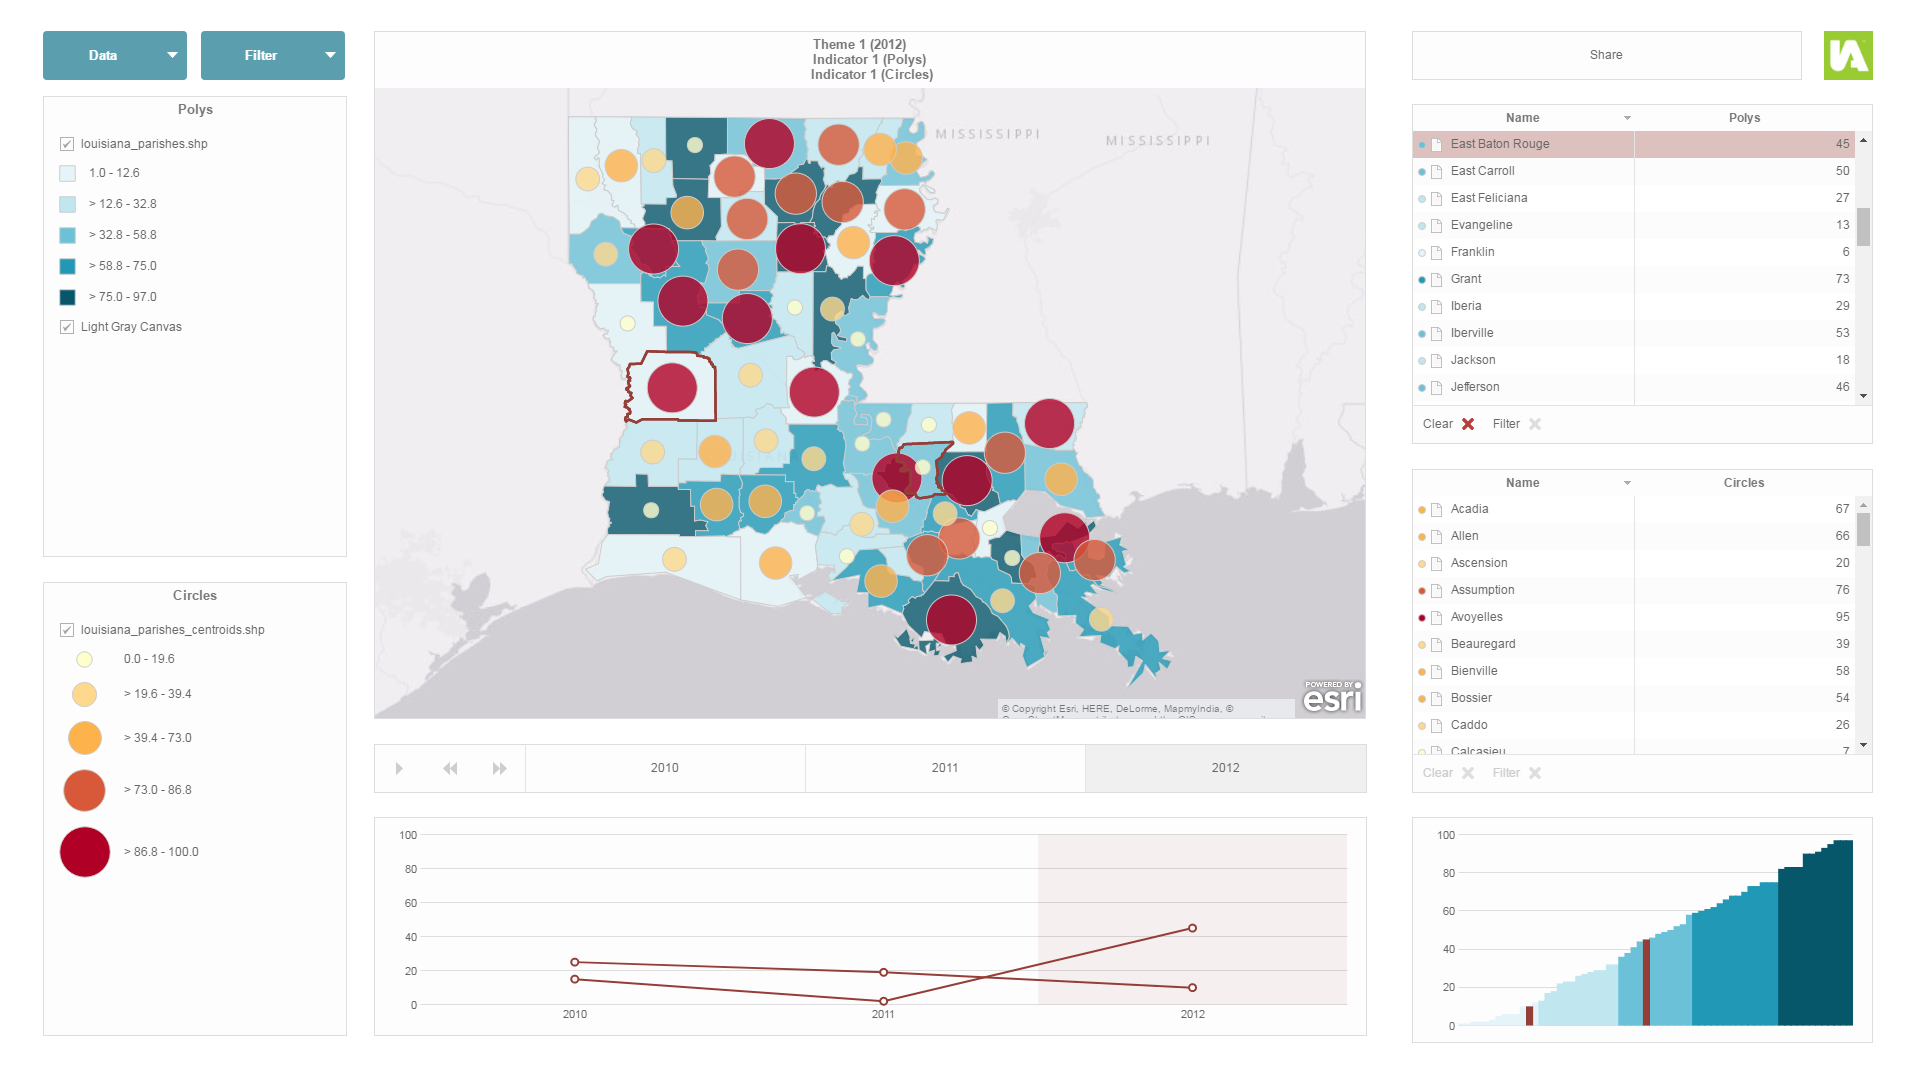 Data
Filter
Polys
louisiana_parishes.shp
1.0 - 12.6
> 12.6 - 32.8
> 32.8 - 58.8
> 58.8 - 75.0
> 75.0 - 97.0
Light Gray Canvas
Circles
louisiana_parishes_centroids.shp
0.0 - 19.6
> 19.6 - 39.4
> 39.4 - 73.0
> 73.0 - 86.8
> 86.8 - 100.0
Theme 1 (2012)
Indicator 1 (Polys)
Indicator 1 (Circles)
MISSISSIPPI
MISSISSIPPI
POWERED BY
esri
© Copyright Esri, HERE, DeLorme, MapmyIndia, ©
2010
2011
2012
100
80
60
40
20
0
2010
2011
2012
Share
IA
Name
Polys
East Baton Rouge 45
East Carroll 50
East Feliciana 27
Evangeline 13
Franklin 6
Grant 73
Iberia 29
Iberville 53
Jackson 18
Jefferson 46
Clear
Filter
Name
Circles
Acadia 67
Allen 66
Ascension 20
Assumption 76
Avoyelles 95
Beauregard 39
Bienville 58
Bossier 54
Caddo 26
Calcasieu 7
Clear
Filter
100
80
60
40
20
0